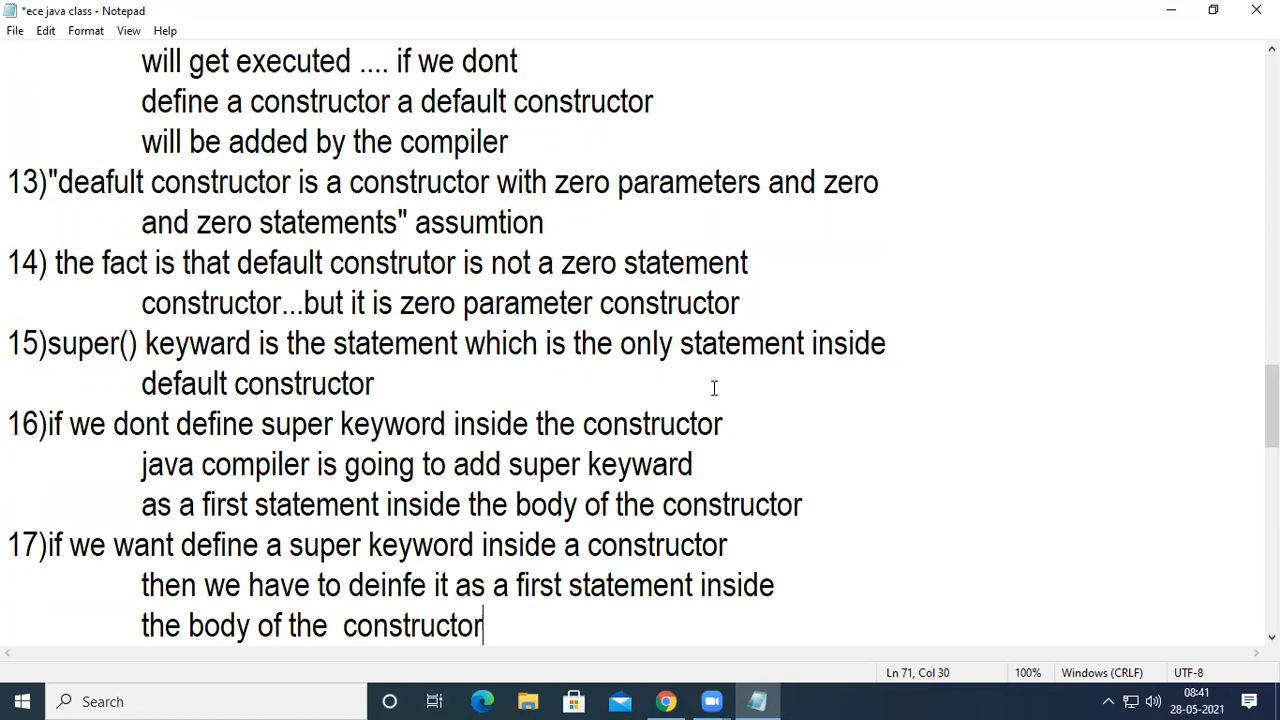 *ece java class - Notepad
File Edit Format View Help
will get executed .... if we dont
define a constructor a default constructor
will be added by the compiler
13)"deafult constructor is a constructor with zero parameters and zero
and zero statements" assumtion
14) the fact is that default construtor is not a zero statement
constructor...but it is zero parameter constructor
15)super() keyward is the statement which is the only statement inside
default constructor
16)if we dont define super keyword inside the constructor
java compiler is going to add super keyward
as a first statement inside the body of the constructor
17)if we want define a super keyword inside a constructor
then we have to deinfe it as a first statement inside
the body of the  constructor
Ln 71, Col 30 100% Windows (CRLF) UTF-8
Search
08:41
28-05-2021